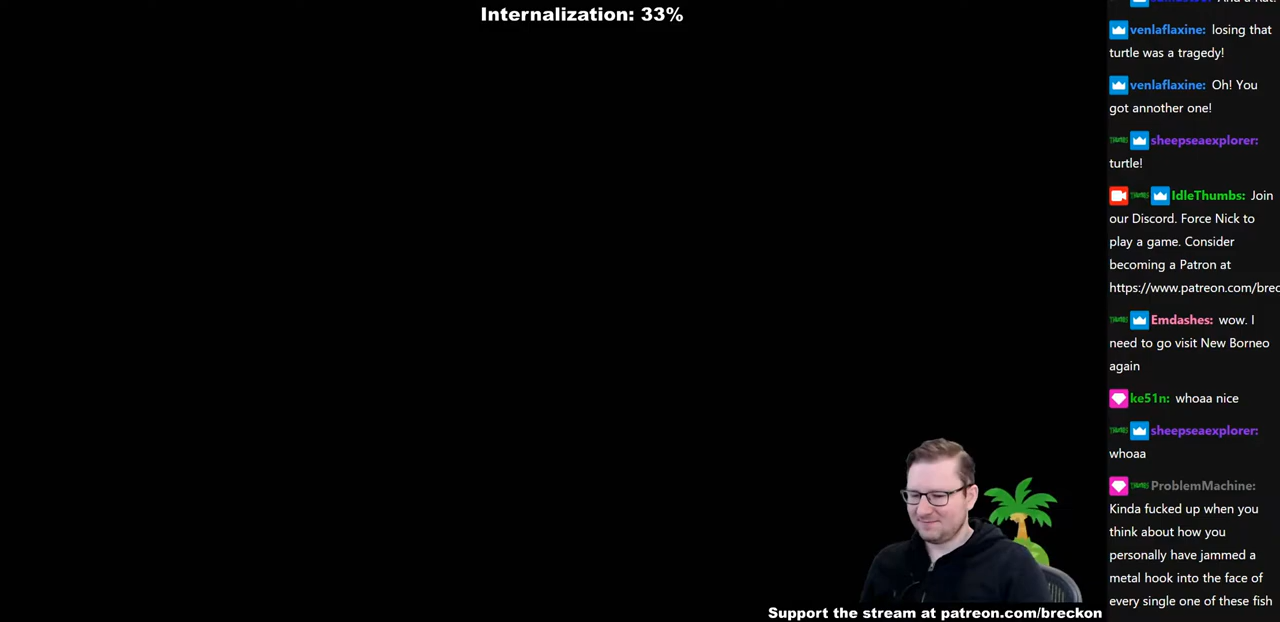 Internalization: 33%
venlaflaxine: losing that
turtle was a tragedy!
venlaflaxine: Oh! You
got annother one!
sheepseaexplorer:
turtle!
IdleThumbs: Join
our Discord. Force Nick to
play a game. Consider
becoming a Patron at
https://www.patreon.com/brec
Emdashes: wow. I
need to go visit New Borneo
again
ke51n: whoaa nice
sheepseaexplorer:
whoaa
ProblemMachine:
Kinda fucked up when you
think about how you
personally have jammed a
metal hook into the face of
every single one of these fish
Support the stream at patreon.com/breckon